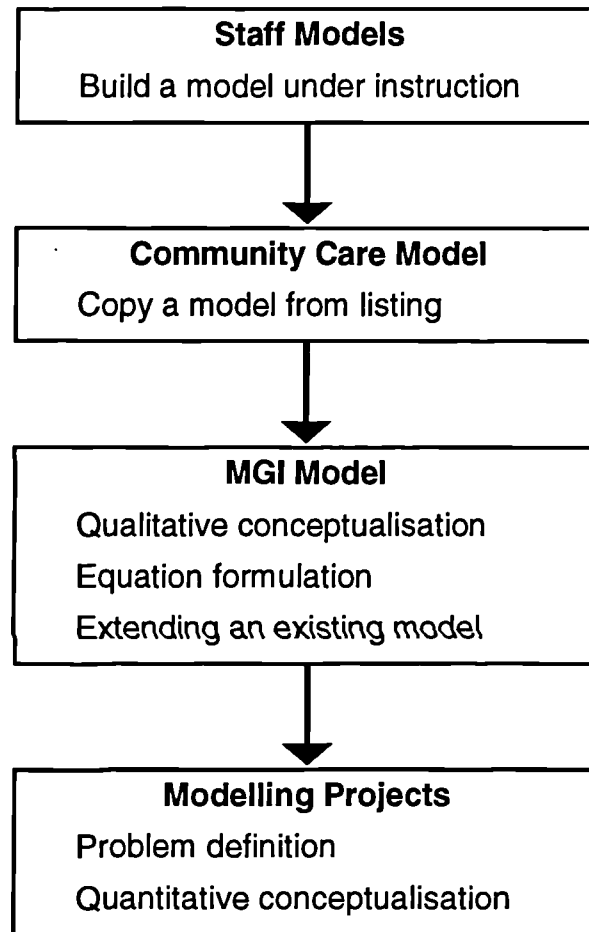 Staff Models
Build a model under instruction
Community Care Model
Copy a model from listing
MGI Model
Qualitative conceptualisation
Equation formulation
Extending an existing model
Modelling Projects
Problem definition
Quantitative conceptualisation